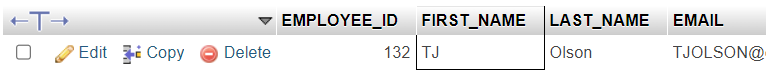 EMPLOYEE_ID FIRST_NAME LAST_NAME EMAIL
Edit Copy Delete 132 TJ Olson TJOLSON@